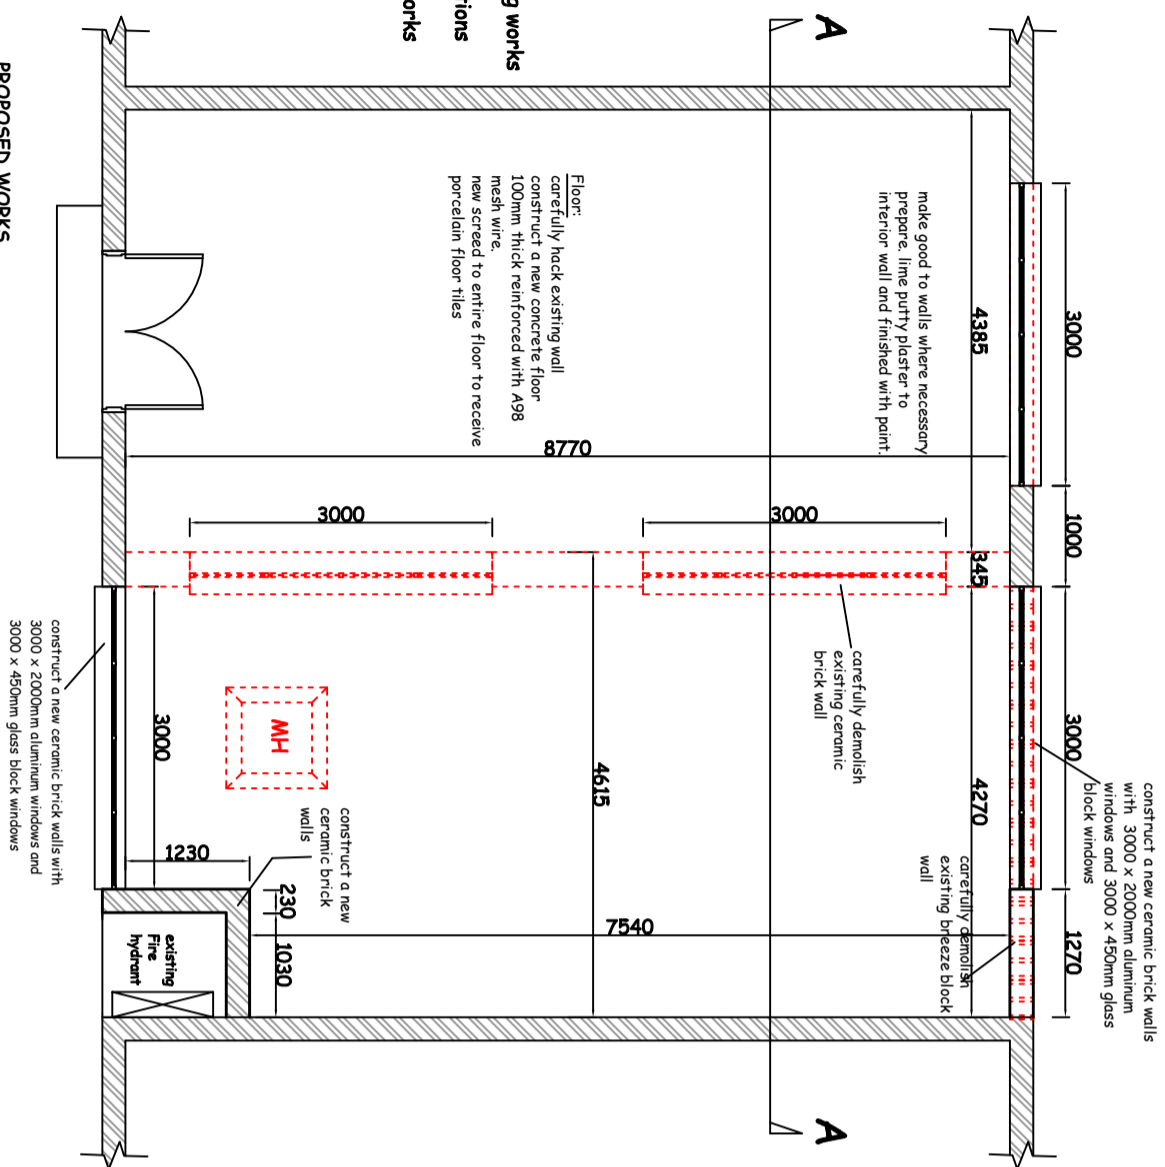 A
A
3000
1000
3000
1270
construct a new ceramic brick walls
with 3000 x 2000mm aluminum
windows and 3000 x 450mm glass
block windows
4385
345
4270
make good to walls where necessary
prepare, lime putty plaster to
interior wall and finished with paint.
carefully demolish
existing breeze block
wall
carefully demolish
existing ceramic
brick wall
3000
3000
8770
4615
7540
Floor:
carefully hack existing wall
construct a new concrete floor
100mm thick reinforced with A98
mesh wire.
new screed to entire floor to receive
porcelain floor tiles
g works
rions
orks
MH
construct a new
ceramic brick
walls
230
1030
1230
3000
existing
Fire
hydrant
construct a new ceramic brick walls with
3000 x 2000mm aluminum windows and
3000 x 450mm glass block windows
PROPOSED WORKS